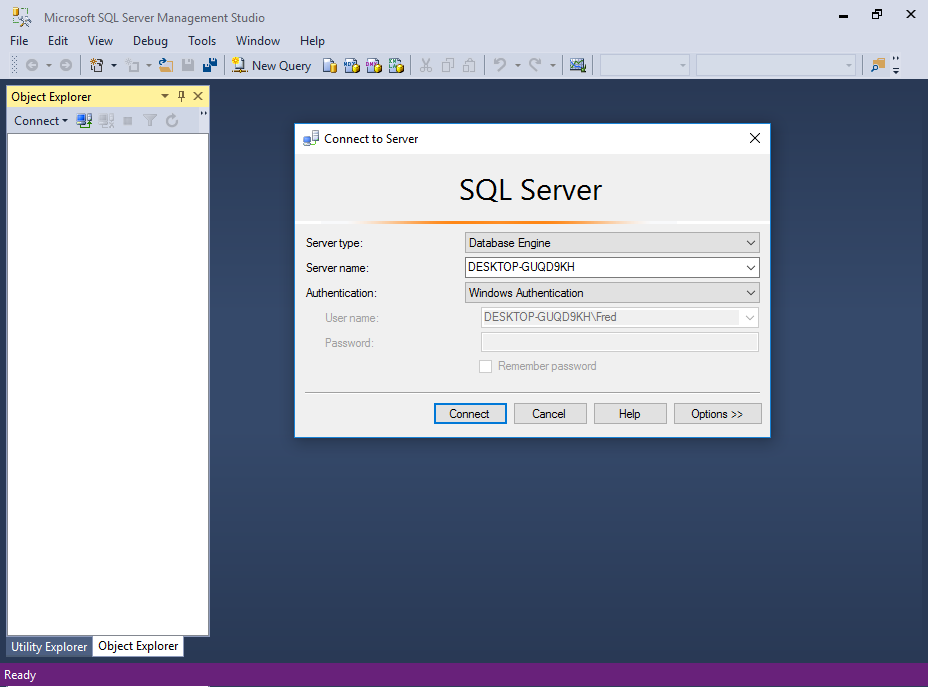 Microsoft SQL Server Management Studio
File Edit View Debug Tools Window Help
New Query
Object Explorer
Connect
Connect to Server
SQL Server
Server type: Database Engine
Server name: DESKTOP-GUQD9KH
Authentication: Windows Authentication
User name: DESKTOP-GUQD9KH\Fred
Password:
Remember password
Connect Cancel Help Options >>
Utility Explorer Object Explorer
Ready